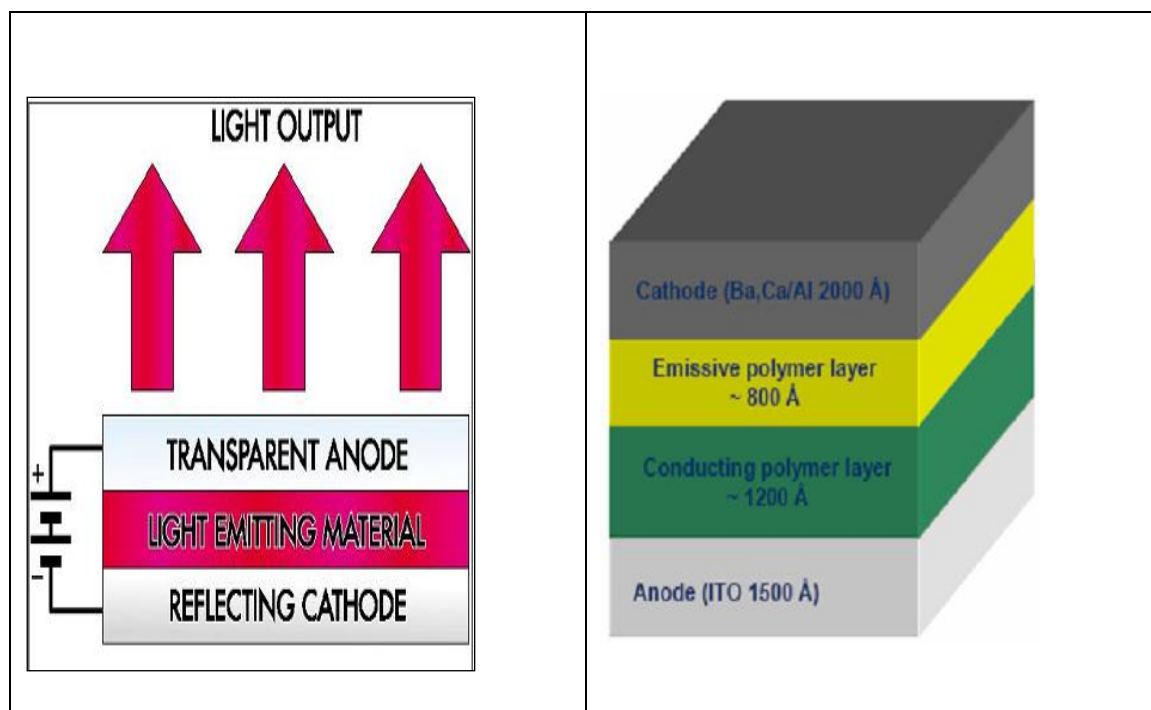 LIGHT OUTPUT
TRANSPARENT ANODE
+
LIGHT EMITTING MATERIAL
–
REFLECTING CATHODE
Cathode (Ba,Ca/Al 2000 Å)
Emissive polymer layer
~ 800 Å
Conducting polymer layer
~ 1200 Å
Anode (ITO 1500 Å)